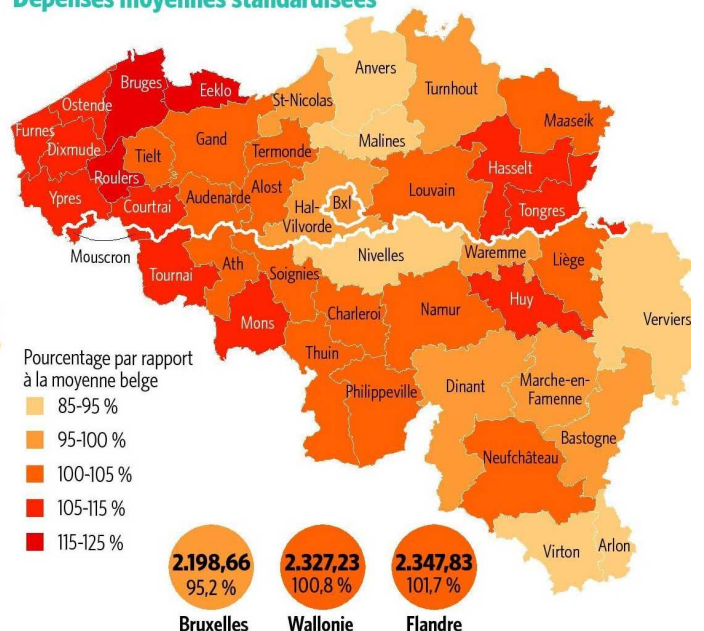 Dépenses moyennes standardisées
Anvers
Bruges
Eeklo
Turnhout
St-Nicolas
Ostende
Maaseik
Furnes
Gand
Malines
Dixmude
Tielt
Termonde
Hasselt
Roulers
Alost
Louvain
Ypres
Audenarde
Courtrai
Hal-
Vilvorde
Bxl
Tongres
Mouscron
Nivelles
Waremme
Liège
Tournai
Ath
Soignies
Huy
Charleroi
Namur
Mons
Verviers
Thuin
Pourcentage par rapport
à la moyenne belge
85-95 %
95-100 %
100-105 %
105-115 %
115-125 %
Philippeville
Dinant
Marche-en-
Famenne
Bastogne
Neufchâteau
Virton
Arlon
2.198,66
95,2 %
Bruxelles
2.327,23
100,8 %
Wallonie
2.347,83
101,7 %
Flandre